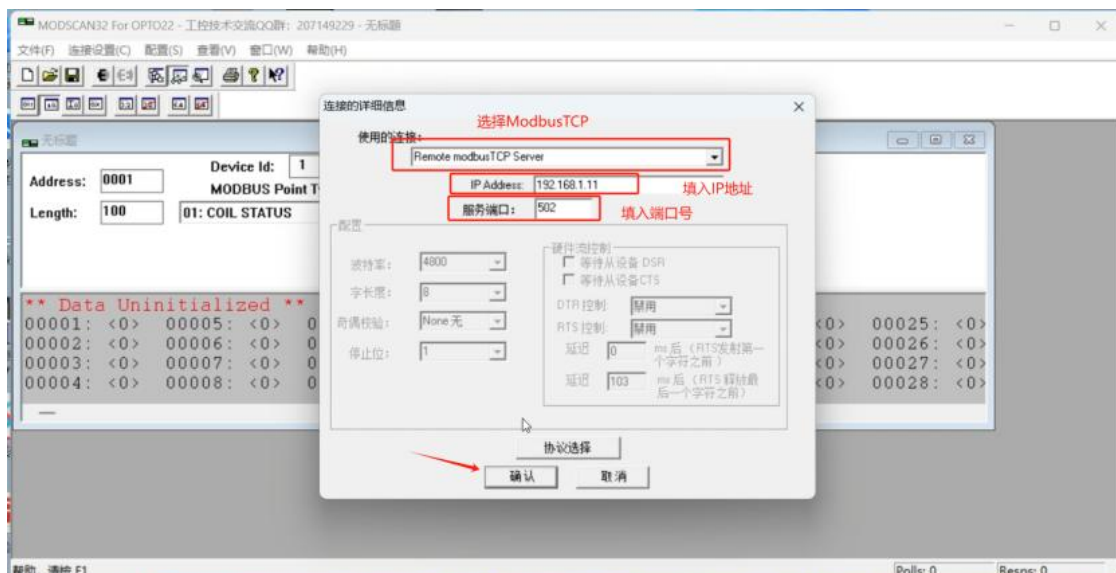 MODSCAN32 For OPTO22 - 工控技术交流QQ群：207149229 - 无标题
文件(F) 连接设置(C) 配置(S) 查看(V) 窗口(W) 帮助(H)
无标题
Address: 0001
Device Id: 1
MODBUS Point T
Length: 100
01: COIL STATUS
** Data Uninitialized **
00001: <0> 00005: <0> 0
00002: <0> 00006: <0> 0
00003: <0> 00007: <0> 0
00004: <0> 00008: <0> 0
<0> 00025: <0>
<0> 00026: <0>
<0> 00027: <0>
<0> 00028: <0>
连接的详细信息
选择ModbusTCP
使用的连接：
Remote modbusTCP Server
IP Address: 192.168.1.11
填入IP地址
服务端口： 502
填入端口号
配置
波特率： 4800
字长度： 8
奇偶校验： None 无
停止位： 1
硬件流控制
等待从设备 DSR
等待从设备CTS
DTR 控制: 禁用
RTS 控制: 禁用
延迟 0 ms 后（RTS发射第一
个字符之前）
延迟 103 ms 后（RTS 释放最
后一个字符之前）
协议选择
确认 取消
帮助，请按 F1
Polls: 0
Resps: 0